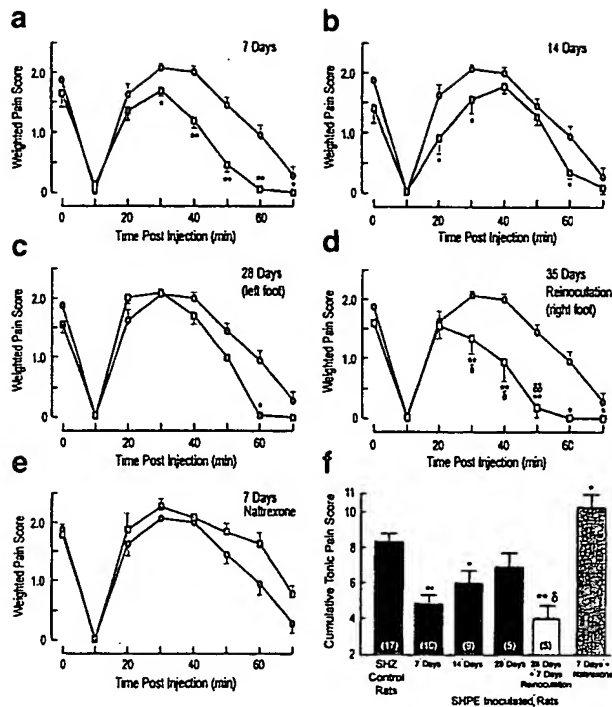 a
7 Days
Weighted Pain Score
2.0
1.0
0
0 10 20 30 40 50 60 70
Time Post Injection (min)
b
14 Days
Weighted Pain Score
2.0
1.0
0
0 10 20 30 40 50 60 70
Time Post Injection (min)
c
28 Days
(left foot)
Weighted Pain Score
2.0
1.0
0
0 10 20 30 40 50 60 70
Time Post Injection (min)
d
35 Days
Reinoculation
(right foot)
Weighted Pain Score
2.0
1.0
0
0 10 20 30 40 50 60 70
Time Post Injection (min)
e
7 Days
Naltrexone
Weighted Pain Score
2.0
1.0
0
0 10 20 30 40 50 60 70
Time Post Injection (min)
f
Cumulative Tonic Pain Score
11
10
8
6
4
2
(17)
(9)
(5)
SHZ
Control
Rats
7 Days
14 Days
28 Days
28 Days
+ 7 Days
Reinoculation
7 Days +
Naltrexone
SHPE Inoculated Rats